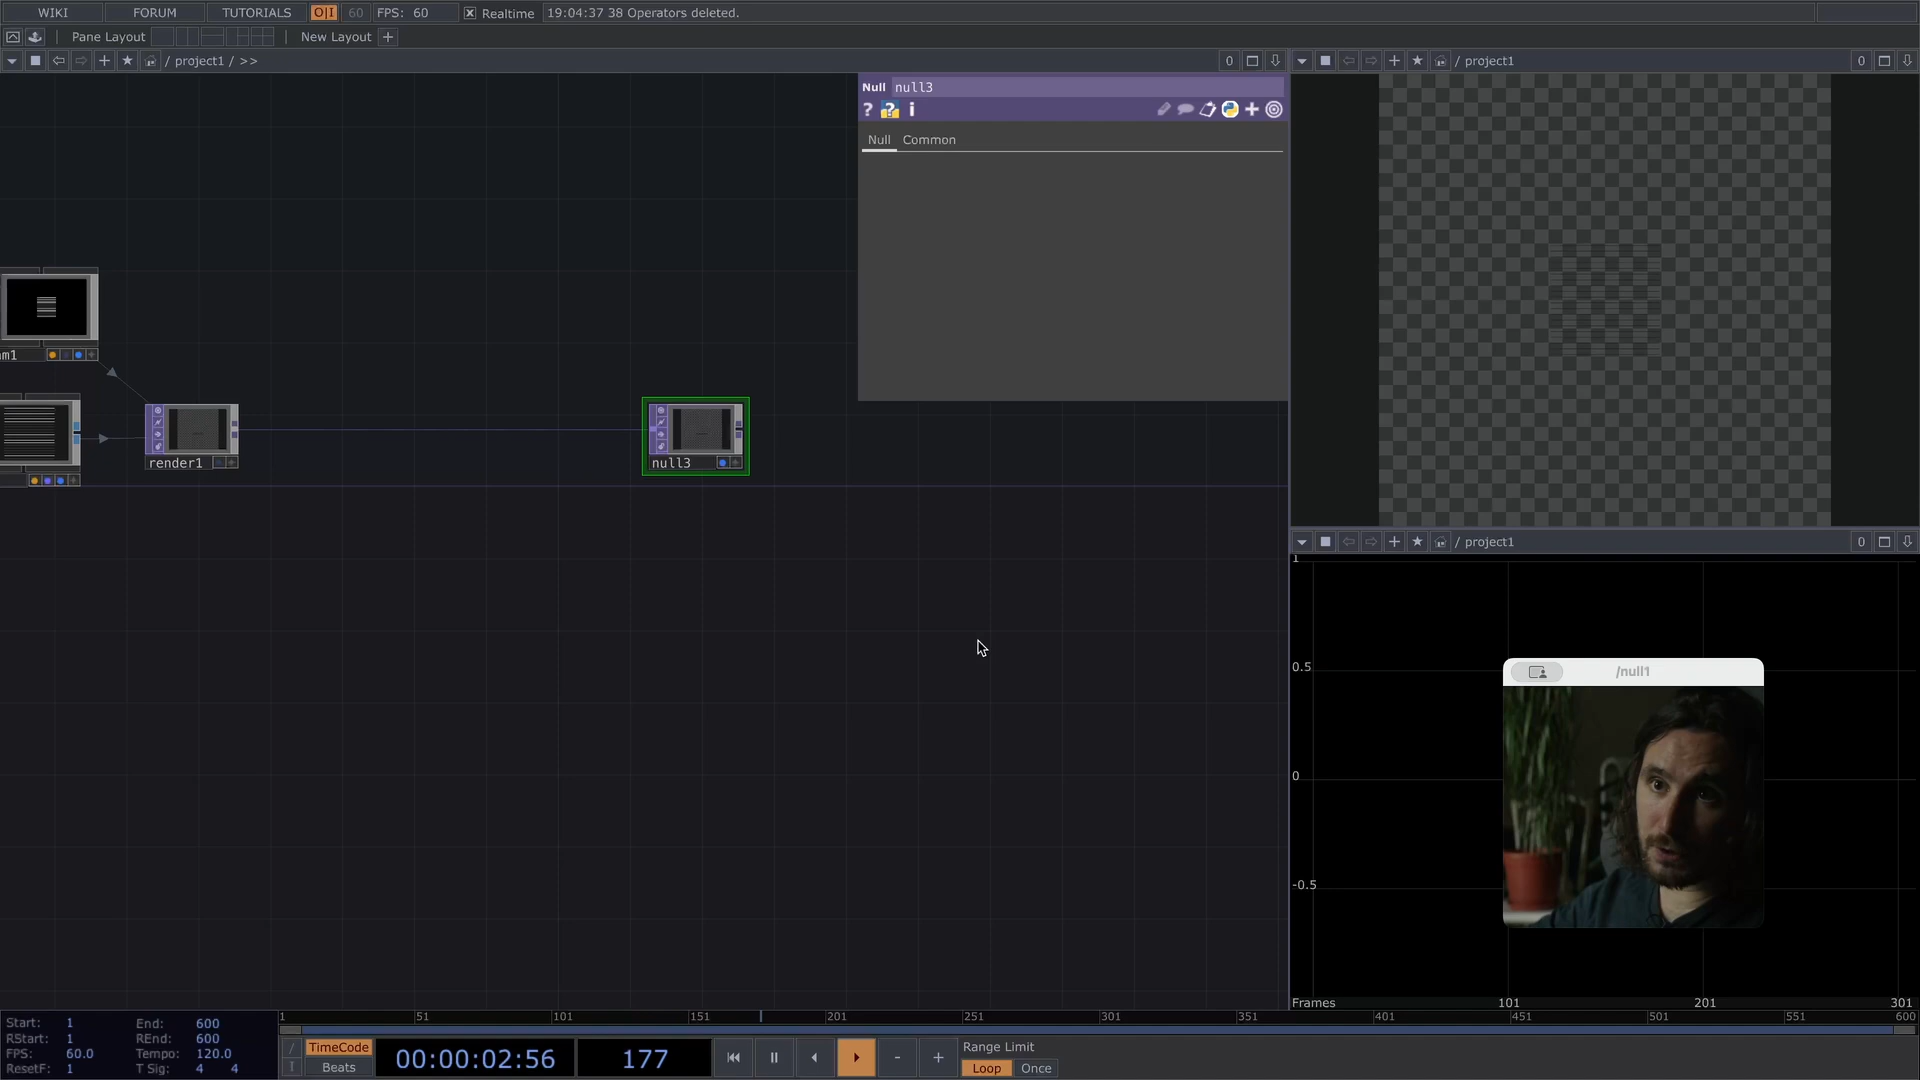 WIKI FORUM TUTORIALS O|I 60 FPS: 60 Realtime 19:04:37 38 Operators deleted.
Pane Layout New Layout +
/ project1 / >> 0
/ project1 0
Null null3
? ? i
Null Common
m1
render1
null3
/ project1 0
1
0.5
0
-0.5
/null1
Frames 101 201 301
1 51 101 151 201 251 301 351 401 451 501 551 600
Start: 1 End: 600
RStart: 1 REnd: 600
FPS: 60.0 Tempo: 120.0
ResetF: 1 T Sig: 4 4
TimeCode
Beats
00:00:02:56 177
- +
Range Limit
Loop Once